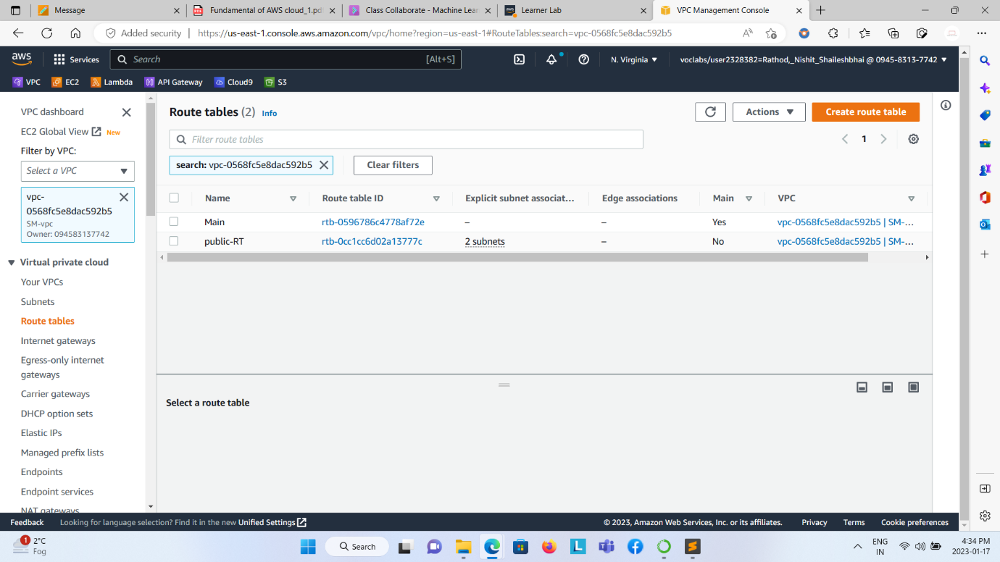 Message
Fundamental of AWS cloud_1.pd
Class Collaborate - Machine Lear
Learner Lab
VPC Management Console
Added security
https://us-east-1.console.aws.amazon.com/vpc/home?region=us-east-1#RouteTables:search=vpc-0568fc5e8dac592b5
aws
Services
Search
[Alt+S]
N. Virginia
voclabs/user2328382=Rathod,_Nishit_Shaileshbhai @ 0945-8313-7742
VPC
EC2
Lambda
API Gateway
Cloud9
S3
VPC dashboard
EC2 Global View
New
Filter by VPC:
Select a VPC
vpc-
0568fc5e8dac592b5
SM-vpc
Owner: 094583137742
Virtual private cloud
Your VPCs
Subnets
Route tables
Internet gateways
Egress-only internet
gateways
Carrier gateways
DHCP option sets
Elastic IPs
Managed prefix lists
Endpoints
Endpoint services
NAT gateways
Route tables (2) Info
Actions
Create route table
Filter route tables
1
search: vpc-0568fc5e8dac592b5
Clear filters
Name
Route table ID
Explicit subnet associat...
Edge associations
Main
VPC
Main
rtb-0596786c4778af72e
–
–
Yes
vpc-0568fc5e8dac592b5 | SM-...
public-RT
rtb-0cc1cc6d02a13777c
2 subnets
–
No
vpc-0568fc5e8dac592b5 | SM-...
Select a route table
Feedback
Looking for language selection? Find it in the new Unified Settings
© 2023, Amazon Web Services, Inc. or its affiliates.
Privacy
Terms
Cookie preferences
1
2°C
Fog
Search
L
S
ENG
IN
4:34 PM
2023-01-17